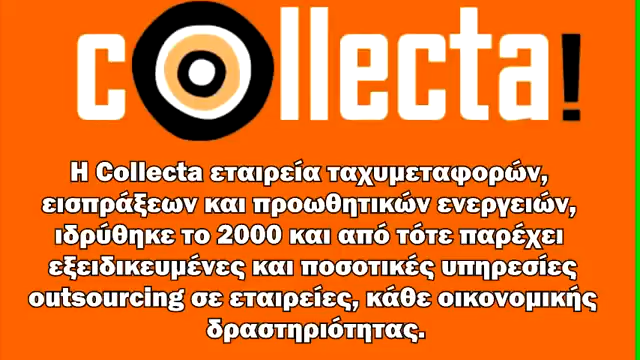 collecta!
Η Collecta εταιρεία ταχυμεταφορών,
εισπράξεων και προωθητικών ενεργειών,
ιδρύθηκε το 2000 και από τότε παρέχει
εξειδικευμένες και ποσοτικές υπηρεσίες
outsourcing σε εταιρείες, κάθε οικονομικής
δραστηριότητας.